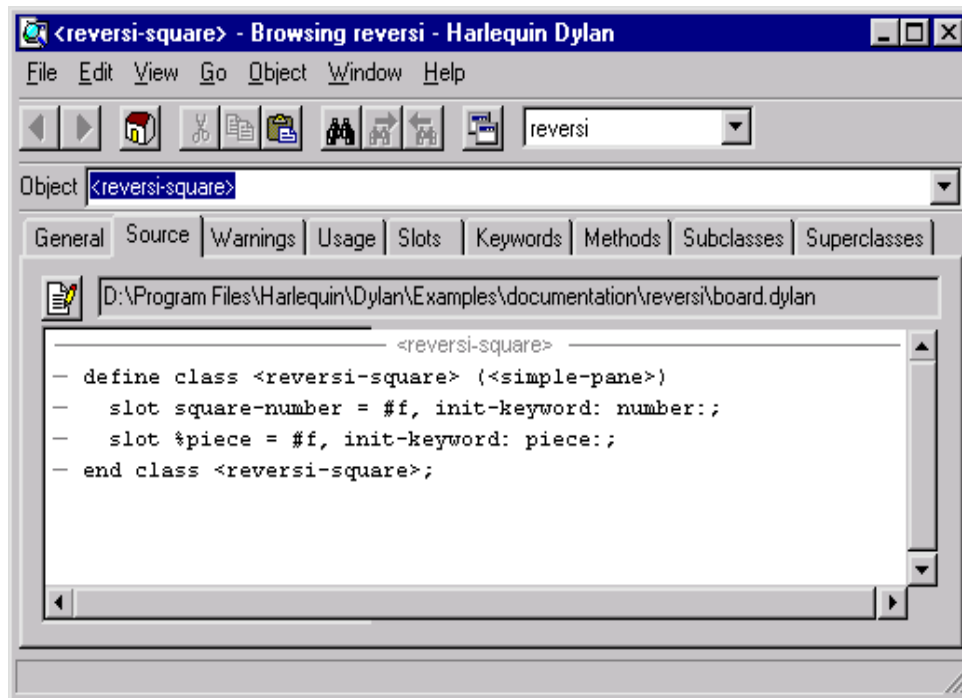 <reversi-square> - Browsing reversi - Harlequin Dylan
File Edit View Go Object Window Help
reversi
Object <reversi-square>
General Source Warnings Usage Slots Keywords Methods Subclasses Superclasses
D:\Program Files\Harlequin\Dylan\Examples\documentation\reversi\board.dylan
<reversi-square>
define class <reversi-square> (<simple-pane>)
slot square-number = #f, init-keyword: number:;
slot %piece = #f, init-keyword: piece:;
end class <reversi-square>;